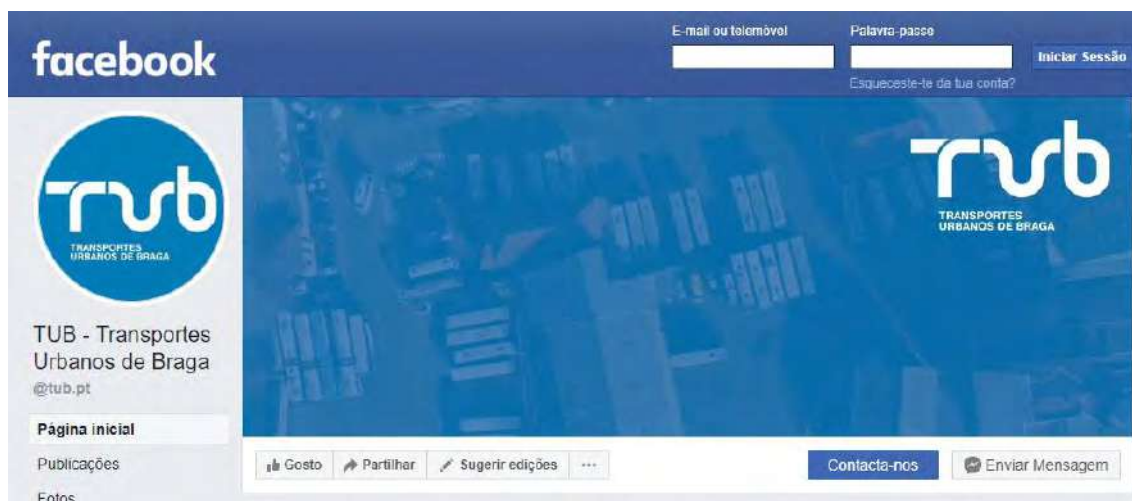 facebook
E-mail ou telemóvel
Palavra-passe
Iniciar Sessão
Esqueceste-te da tua conta?
TUb
TRANSPORTES
URBANOS DE BRAGA
TUb
TRANSPORTES
URBANOS DE BRAGA
TUB - Transportes
Urbanos de Braga
@tub.pt
Página inicial
Publicações
Fotos
Gosto
Partilhar
Sugerir edições
...
Contacta-nos
Enviar Mensagem